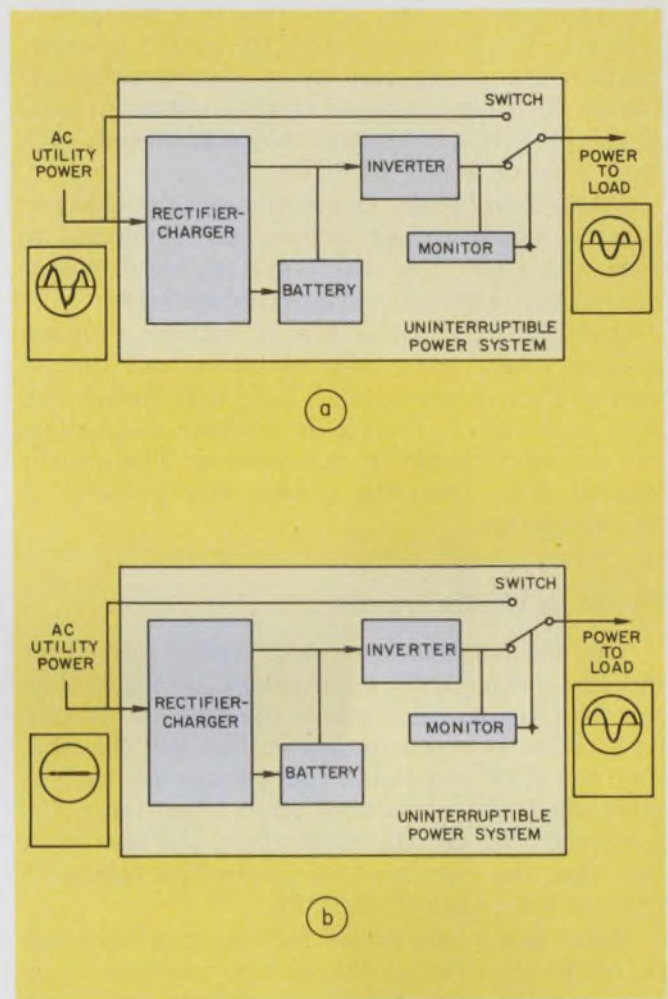 SWITCH
AC
UTILITY
POWER
RECTIFIER-
CHARGER
INVERTER
POWER
TO
LOAD
MONITOR
BATTERY
UNINTERRUPTIBLE
POWER SYSTEM
a
SWITCH
AC
UTILITY
POWER
RECTIFIER-
CHARGER
INVERTER
POWER
TO
LOAD
MONITOR
BATTERY
UNINTERRUPTIBLE
POWER SYSTEM
b